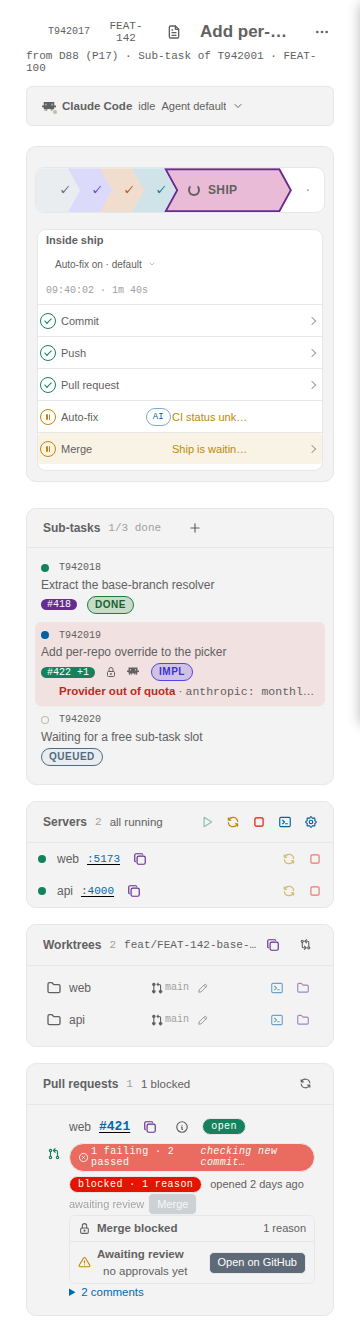 T942017 FEAT-142 Add per-…
from D88 (P17) · Sub-task of T942001 · FEAT-100
Claude Code idle Agent default
SHIP
Inside ship
Auto-fix on · default
09:40:02 · 1m 40s
Commit
Push
Pull request
Auto-fix AI CI status unk…
Merge Ship is waitin…
Sub-tasks 1/3 done
T942018
Extract the base-branch resolver
#418 DONE
T942019
Add per-repo override to the picker
#422 +1 IMPL
Provider out of quota · anthropic: monthl…
T942020
Waiting for a free sub-task slot
QUEUED
Servers 2 all running
web :5173
api :4000
Worktrees 2 feat/FEAT-142-base-…
web main
api main
Pull requests 1 1 blocked
web #421 open
1 failing · 2 passed checking new commit…
blocked · 1 reason opened 2 days ago
awaiting review Merge
Merge blocked 1 reason
Awaiting review
no approvals yet Open on GitHub
2 comments